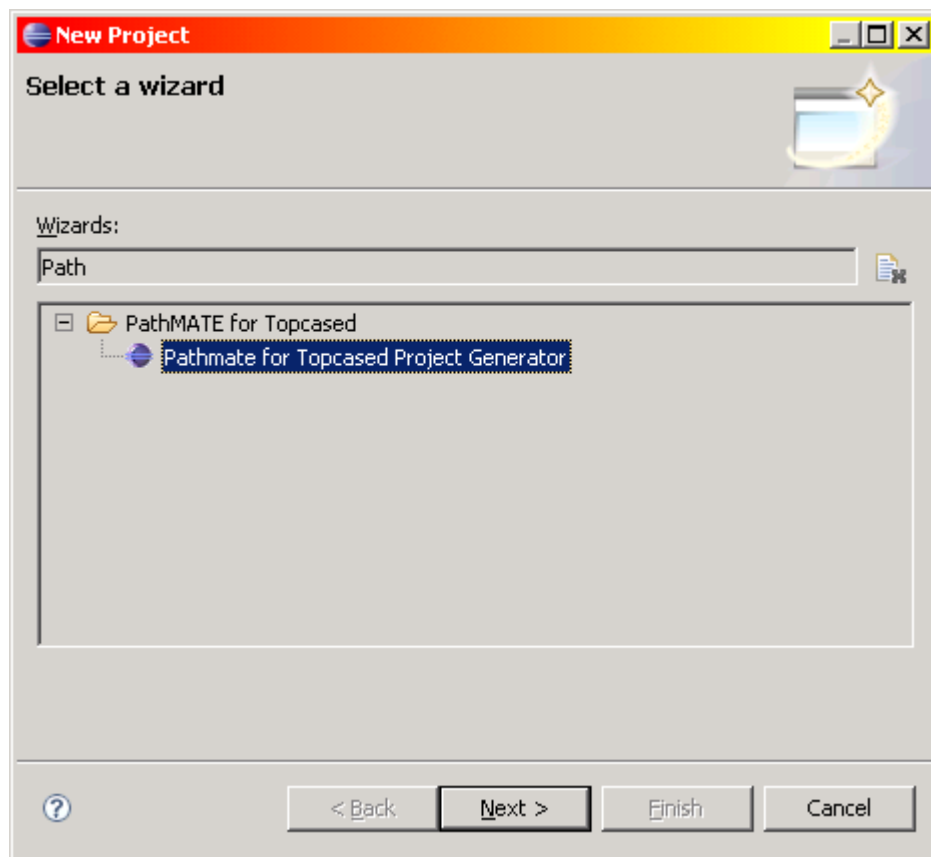 New Project
Select a wizard
Wizards:
Path
PathMATE for Topcased
Pathmate for Topcased Project Generator
?
< Back
Next >
Finish
Cancel